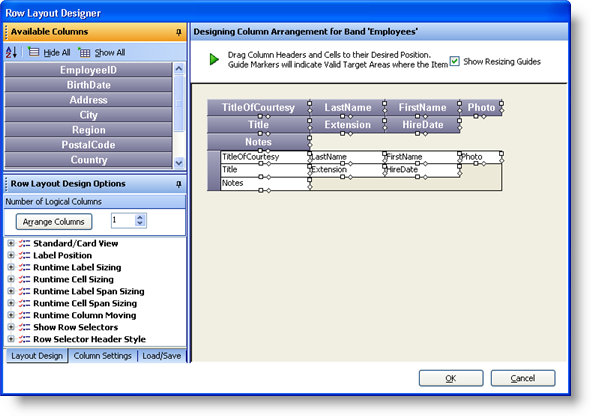 Row Layout Designer
Available Columns
Hide All Show All
EmployeeID
BirthDate
Address
City
Region
PostalCode
Country
Row Layout Design Options
Number of Logical Columns
Arrange Columns 1
Standard/Card View
Label Position
Runtime Label Sizing
Runtime Cell Sizing
Runtime Label Span Sizing
Runtime Cell Span Sizing
Runtime Column Moving
Show Row Selectors
Row Selector Header Style
Layout Design Column Settings Load/Save
Designing Column Arrangement for Band 'Employees'
Drag Column Headers and Cells to their Desired Position.
Guide Markers will indicate Valid Target Areas where the Item
Show Resizing Guides
TitleOfCourtesy LastName FirstName Photo
Title Extension HireDate
Notes
TitleOfCourtesy LastName FirstName Photo
Title Extension HireDate
Notes
OK Cancel